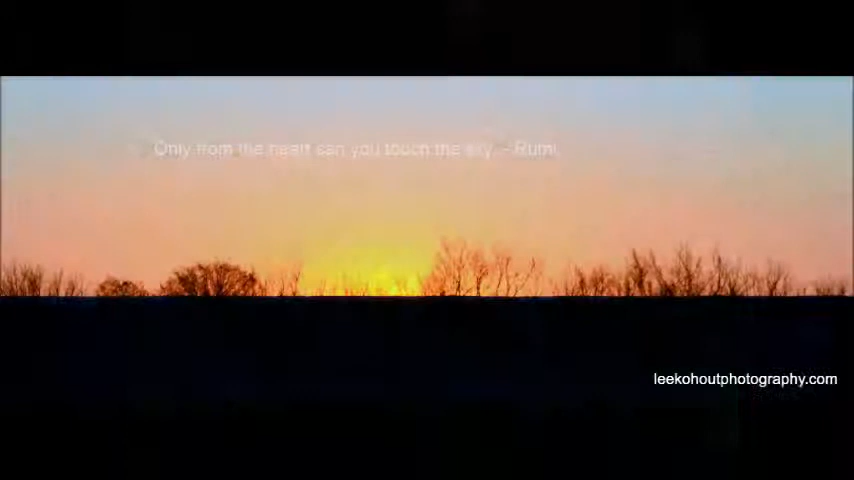 Only from the heart can you touch the sky. - Rumi
leekohoutphotography.com